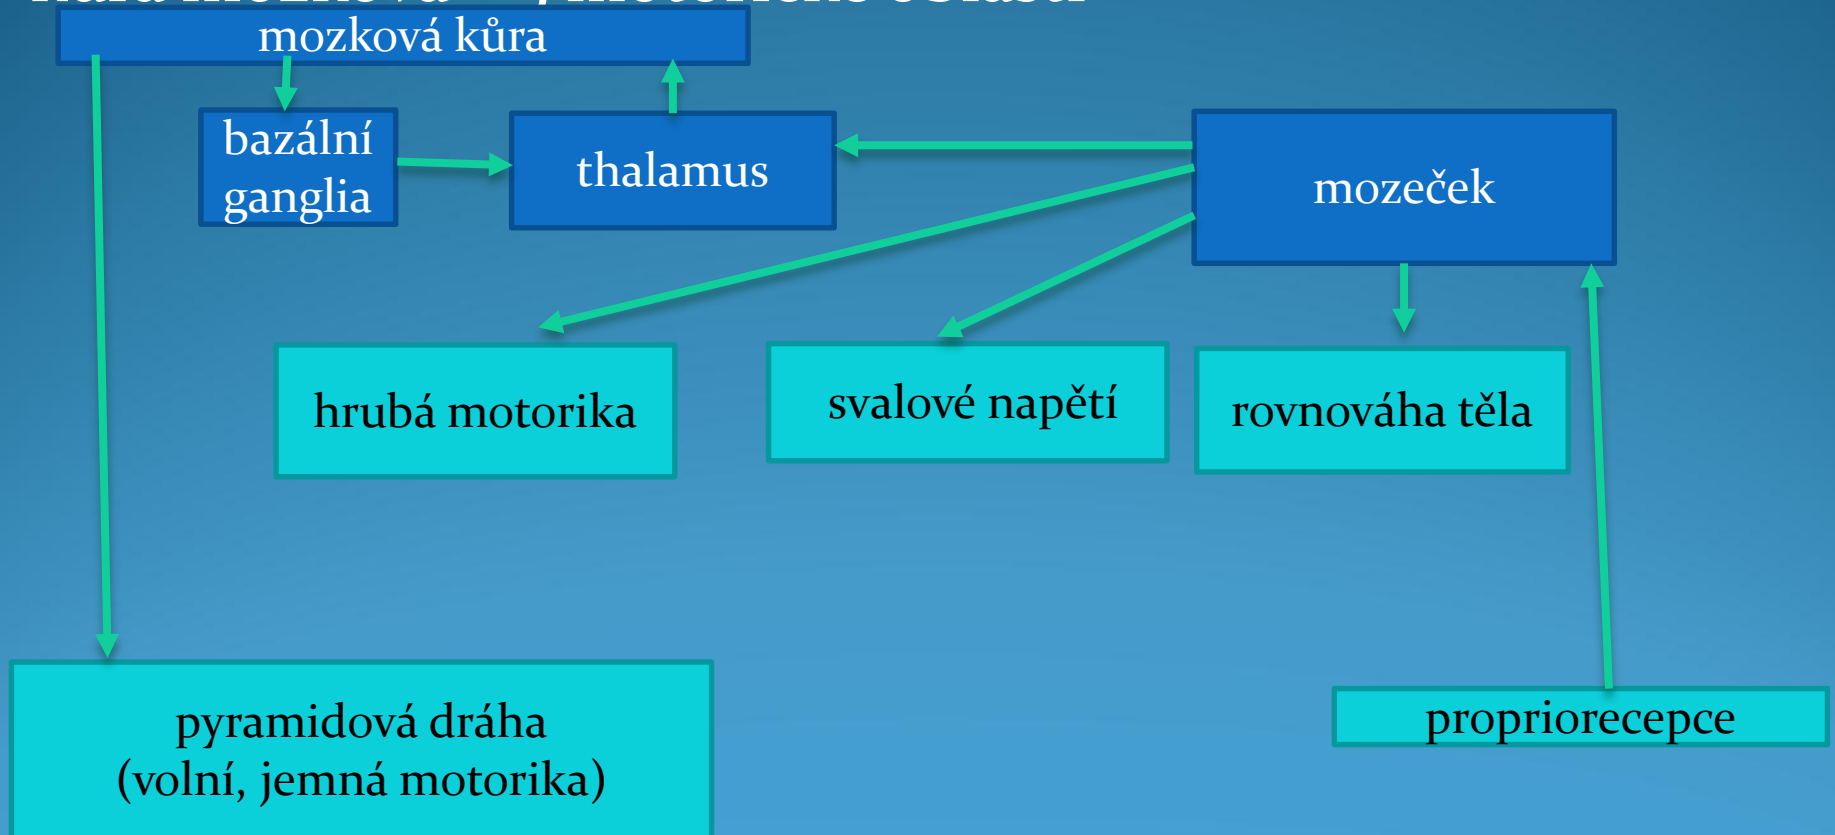 mozková kůra
bazální
ganglia
thalamus
mozeček
hrubá motorika
svalové napětí
rovnováha těla
pyramidová dráha
(volní, jemná motorika)
propriorecepce